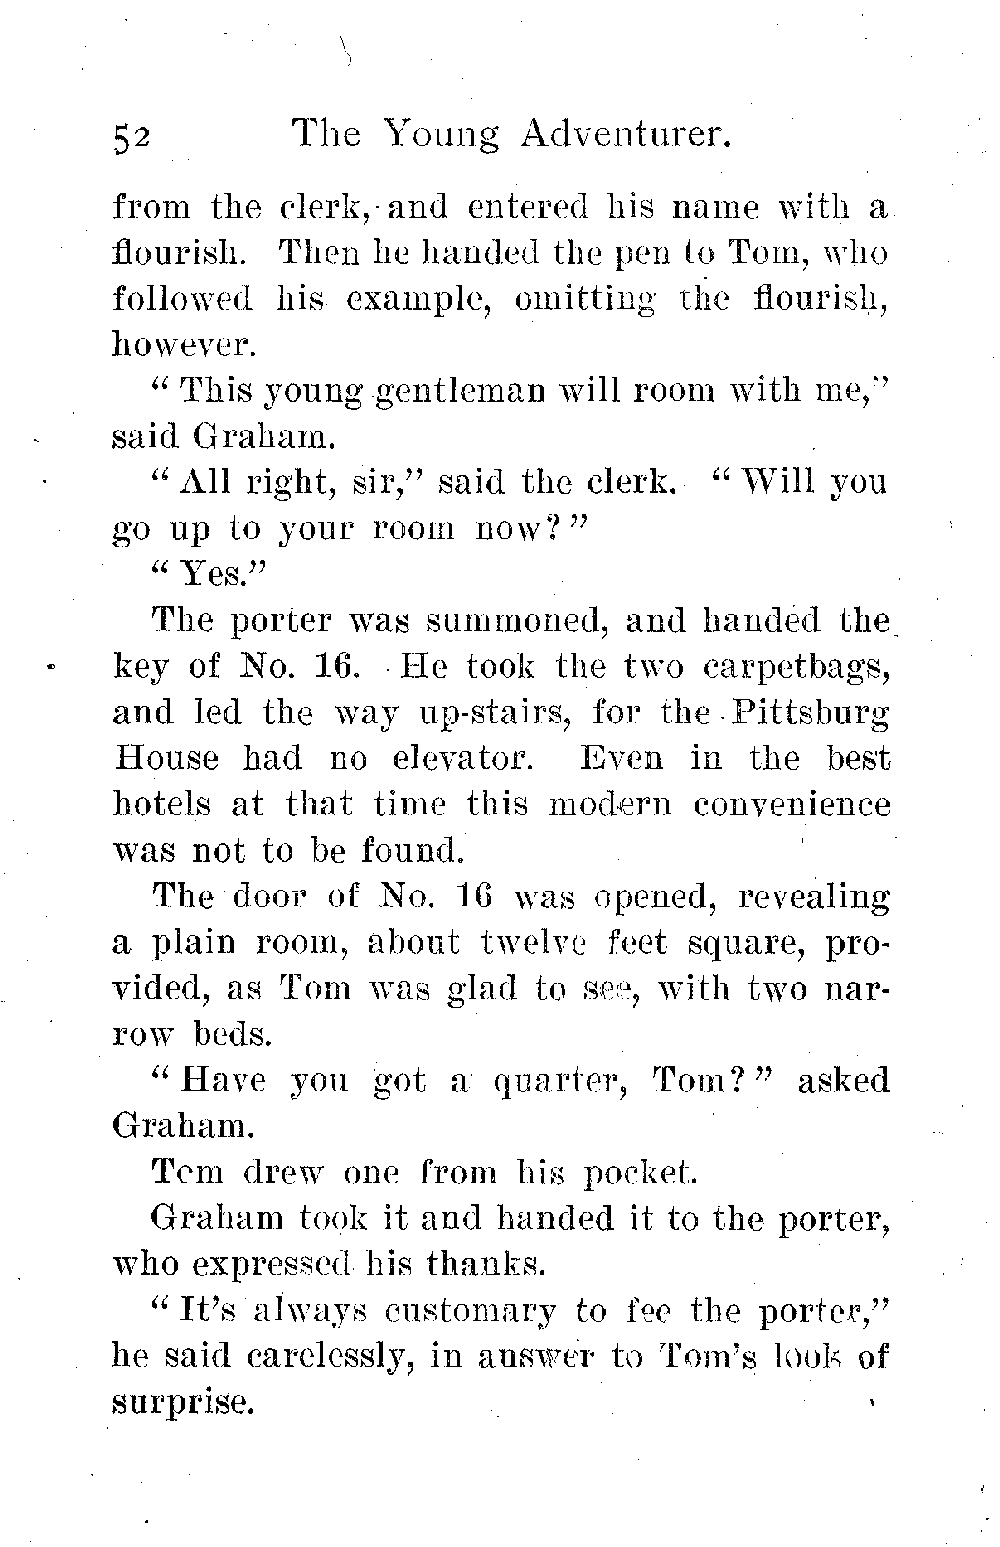 52 The Young Adventurer.
from the clerk, and entered his name with a
flourish. Then he handed the pen to Tom, who
followed his example, omitting the flourish,
however.
“ This young gentleman will room with me,”
said Graham.
“ All right, sir,” said the clerk. “ Will you
go up to your room now? ”
“ Yes.”
The porter was summoned, and handed the
key of No. 16. He took the two carpetbags,
and led the way up-stairs, for the Pittsburg
House had no elevator. Even in the best
hotels at that time this modern convenience
was not to be found.
The door of No. 16 was opened, revealing
a plain room, about twelve feet square, pro-
vided, as Tom was glad to see, with two nar-
row beds.
“ Have you got a quarter, Tom? ” asked
Graham.
Tom drew one from his pocket.
Graham took it and handed it to the porter,
who expressed his thanks.
“ It’s always customary to fee the porter,”
he said carelessly, in answer to Tom’s look of
surprise.